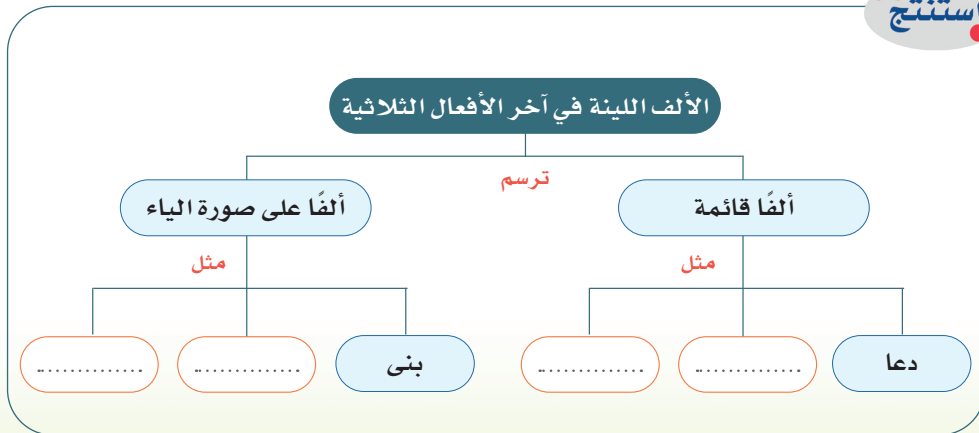 استنتج
الألف اللينة في آخر الأفعال الثلاثية
ترسم
ألفًا قائمة
ألفًا على صورة الياء
مثل
مثل
دعا
..............
..............
بنى
..............
..............